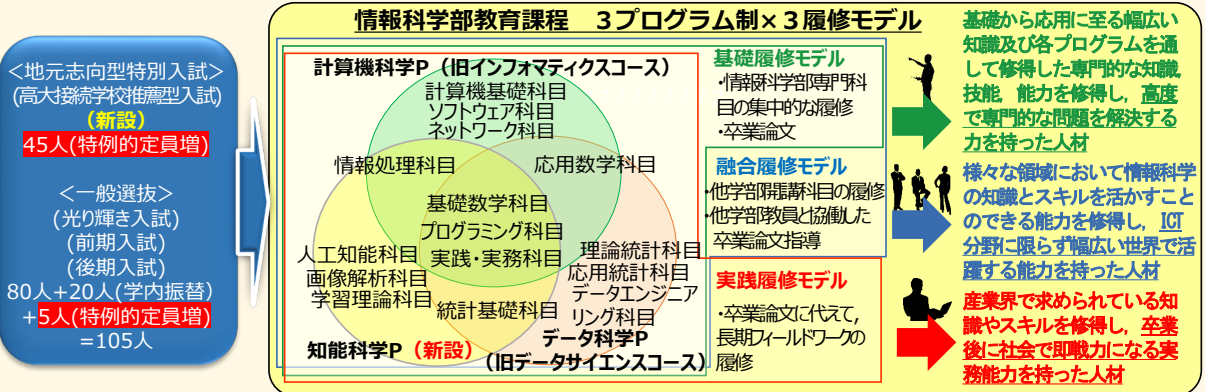 情報科学部教育課程　３プログラム制×３履修モデル
<地元志向型特別入試>
(高大接続学校推薦型入試)
（新設）
45人(特例的定員増)
<一般選抜>
(光り輝き入試)
(前期入試)
(後期入試)
80人+20人(学内振替)
+5人(特例的定員増)
=105人
計算機科学P（旧インフォマティクスコース）
計算機基礎科目
ソフトウェア科目
ネットワーク科目
情報処理科目
応用数学科目
基礎数学科目
プログラミング科目
実践・実務科目
人工知能科目
画像解析科目
学習理論科目
理論統計科目
応用統計科目
データエンジニア
リング科目
統計基礎科目
知能科学P（新設）
データ科学P
（旧データサイエンスコース）
基礎履修モデル
・情報科学部専門科
目の集中的な履修
・卒業論文
融合履修モデル
・他学部開講科目の履修
・他学部教員と協働した
卒業論文指導
実践履修モデル
・卒業論文に代えて，
長期フィールドワークの
履修
基礎から応用に至る幅広い
知識及び各プログラムを通
して修得した専門的な知識，
技能，能力を修得し，高度
で専門的な問題を解決する
力を持った人材
様々な領域において情報科学
の知識とスキルを活かすこと
のできる能力を修得し，ICT
分野に限らず幅広い世界で活
躍する能力を持った人材
産業界で求められている知
識やスキルを修得し，卒業
後に社会で即戦力になる実
務能力を持った人材